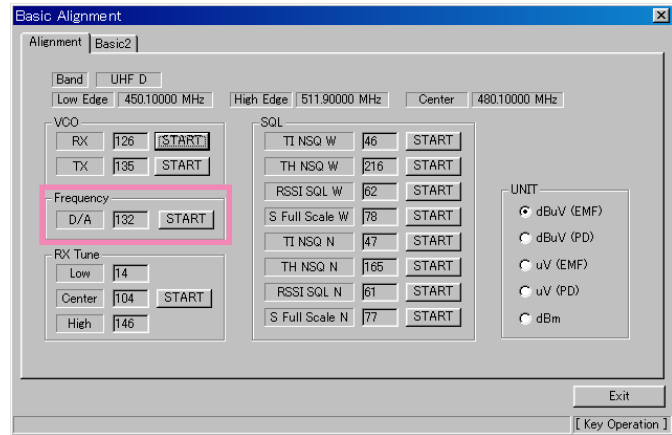 Basic Alignment
Alignment Basic2
Band UHF D
Low Edge 450.10000 MHz High Edge 511.90000 MHz Center 480.10000 MHz
VCO
RX 126 START
TX 135 START
Frequency
D/A 132 START
RX Tune
Low 14
Center 104 START
High 146
SQL
TI NSQ W 46 START
TH NSQ W 216 START
RSSI SQL W 62 START
S Full Scale W 78 START
TI NSQ N 47 START
TH NSQ N 165 START
RSSI SQL N 61 START
S Full Scale N 77 START
UNIT
dBuV (EMF)
dBuV (PD)
uV (EMF)
uV (PD)
dBm
Exit
[ Key Operation ]